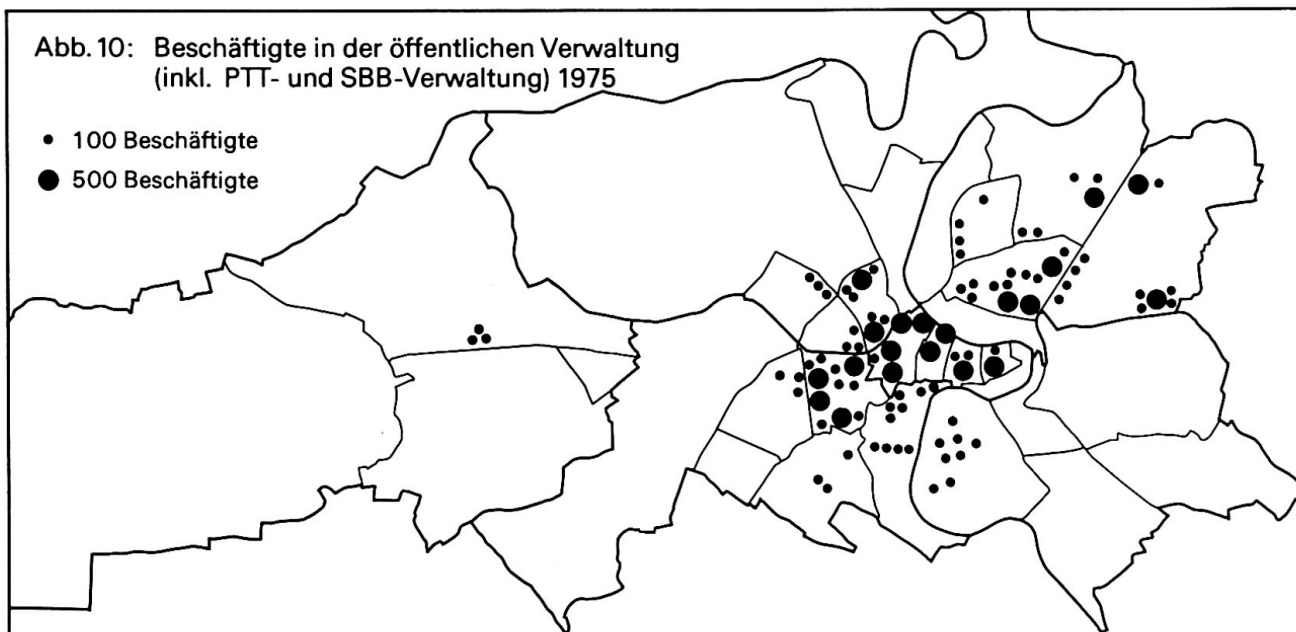 Abb. 10: Beschäftigte in der öffentlichen Verwaltung
(inkl. PTT- und SBB-Verwaltung) 1975
100 Beschäftigte
500 Beschäftigte